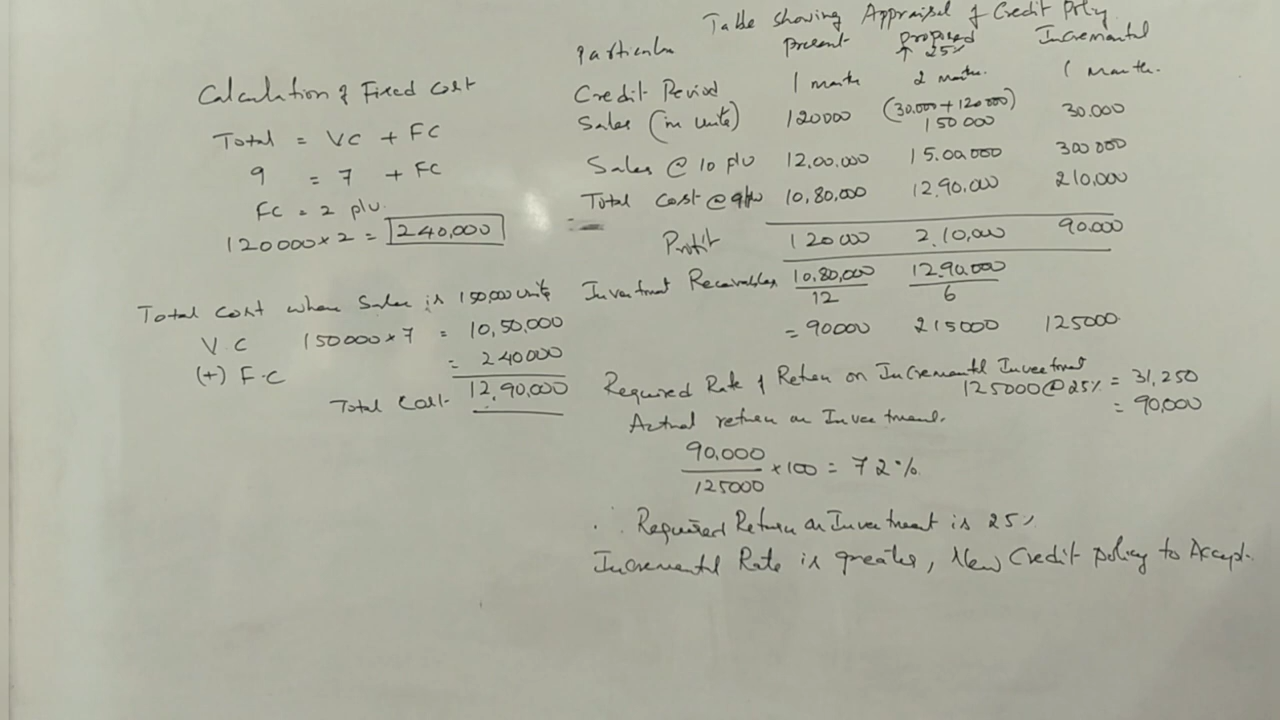 Calculation of Fixed Cost
Total = VC + FC
9 = 7 + FC
FC = 2 p/u.
120000 × 2 = 240,000
Total Cost when Sales is 150,000 units
V C 150000 × 7 = 10,50,000
(+) F.C = 240000
Total Cost 12,90,000
Table showing Appraisal of Credit Policy
Particular Present Proposed Incremental
↑ 25%
Credit Period 1 month 2 month. 1 month.
Sales (in units) 120000 (30.000 + 120 000) 30.000
150 000
Sales @ 10 p/u 12,00,000 15,00,000 300 000
Total Cost @ 9p/u 10,80,000 12,90,000 210,000
Profit 120 000 2,10,000 90.000
Investment Receivables 10,80,000 / 12 12,90,000 / 6
= 90000 215000 125000
Required Rate of Return on Incremental Investment
125000 @ 25% = 31,250
Actual return on Investment. = 90,000
90,000 / 125000 × 100 = 72%
∴ Required Return on Investment is 25%
Incremental Rate is greater, New Credit policy to Accept.